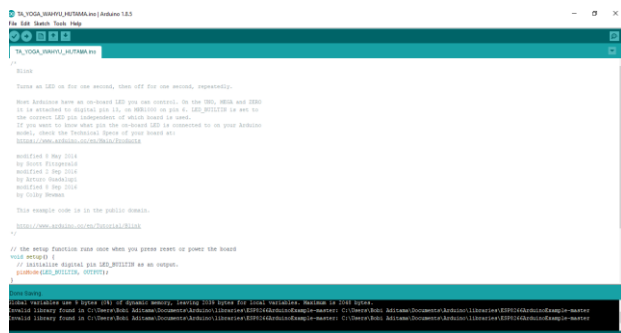 TA_YOGA_WAHYU_HUTAMA.ino | Arduino 1.8.5
File Edit Sketch Tools Help
TA_YOGA_WAHYU_HUTAMA.ino
/*
Blink
Turns an LED on for one second, then off for one second, repeatedly.
Most Arduinos have an on-board LED you can control. On the UNO, MEGA and ZERO
it is attached to digital pin 13, on MKR1000 on pin 6. LED_BUILTIN is set to
the correct LED pin independent of which board is used.
If you want to know what pin the on-board LED is connected to on your Arduino
model, check the Technical Specs of your board at:
https://www.arduino.cc/en/Main/Products
modified 8 May 2014
by Scott Fitzgerald
modified 2 Sep 2016
by Arturo Guadalupi
modified 8 Sep 2016
by Colby Newman
This example code is in the public domain.
http://www.arduino.cc/en/Tutorial/Blink
*/
// the setup function runs once when you press reset or power the board
void setup() {
// initialize digital pin LED_BUILTIN as an output.
pinMode(LED_BUILTIN, OUTPUT);
}
Done Saving
Global variables use 9 bytes (0%) of dynamic memory, leaving 2039 bytes for local variables. Maximum is 2048 bytes.
Invalid library found in C:\Users\Bobi Aditama\Documents\Arduino\libraries\ESP8266ArduinoExample-master: C:\Users\Bobi Aditama\Documents\Arduino\libraries\ESP8266ArduinoExample-master
Invalid library found in C:\Users\Bobi Aditama\Documents\Arduino\libraries\ESP8266ArduinoExample-master: C:\Users\Bobi Aditama\Documents\Arduino\libraries\ESP8266ArduinoExample-master